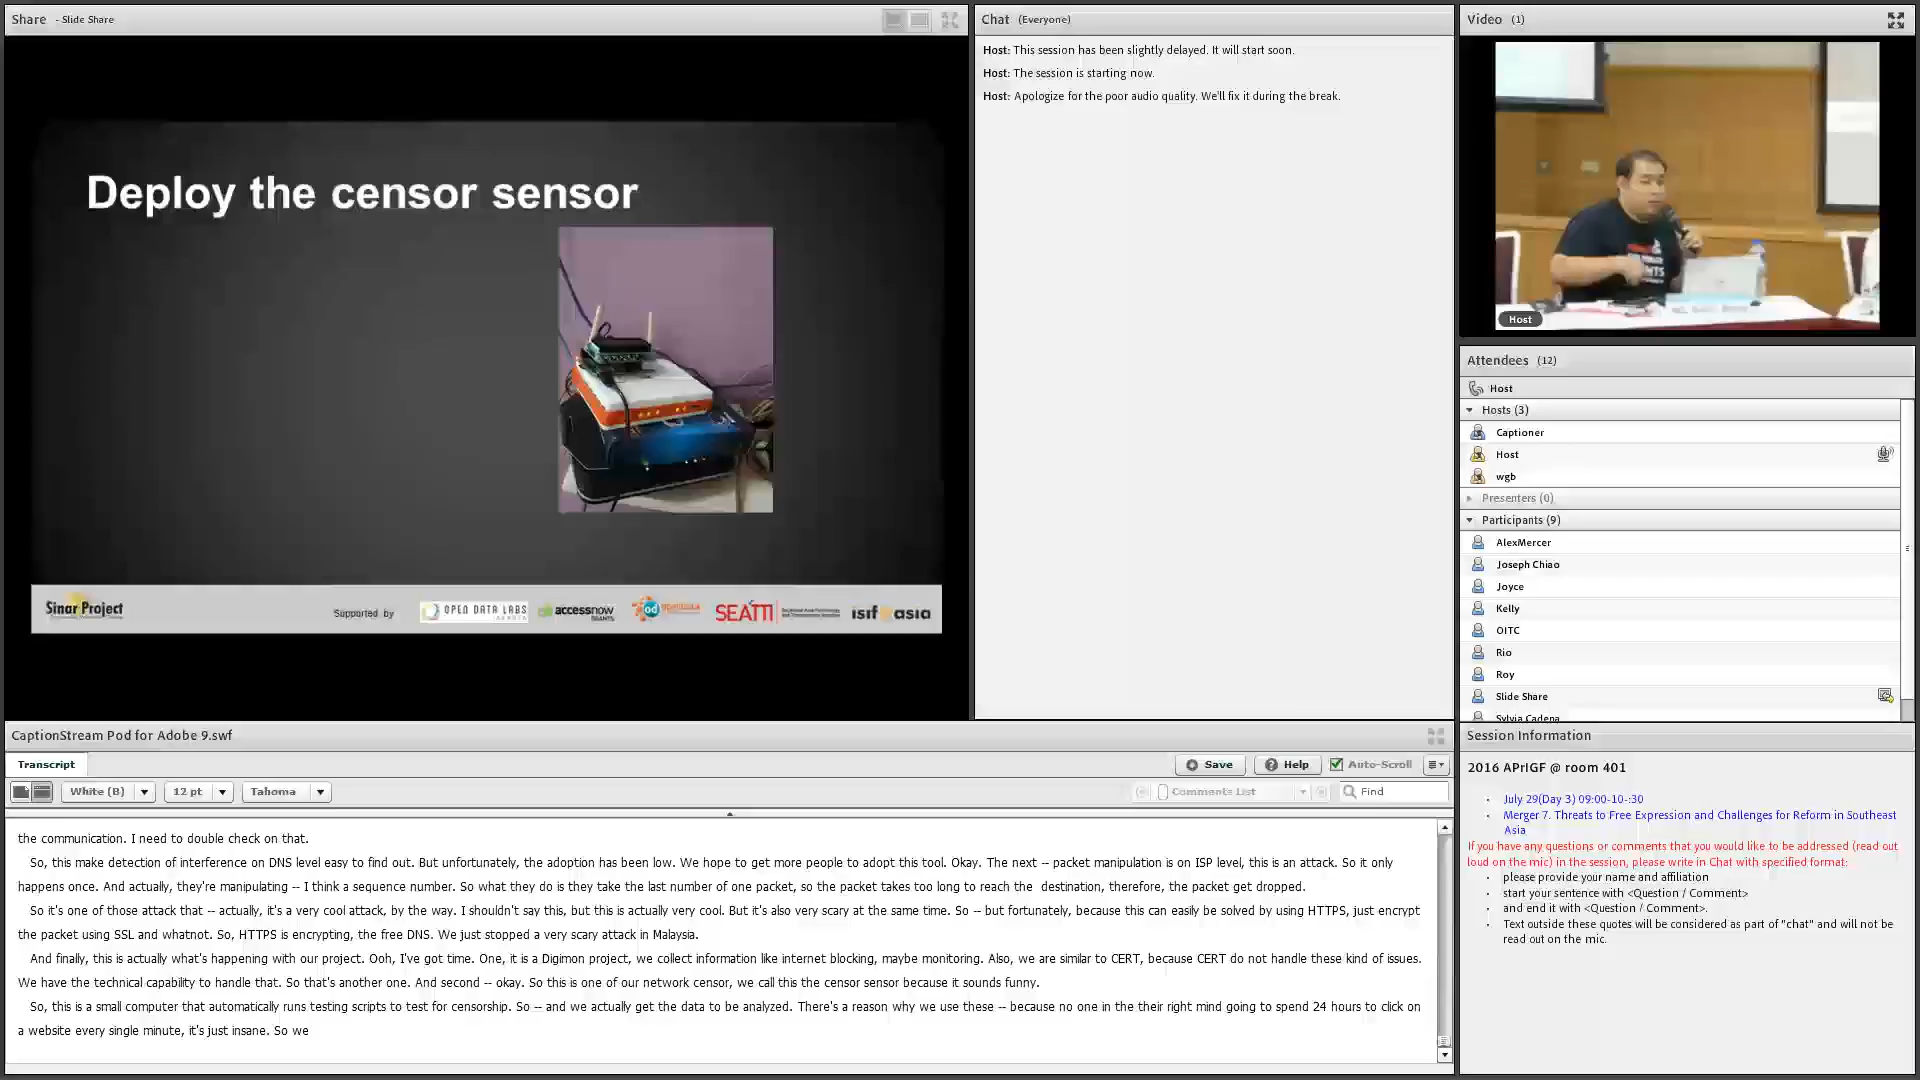 Share - Slide Share
Deploy the censor sensor
Sinar Project
Supported by
OPEN DATA LABS
accessnow
GRANTS
SEATTI
isif asia
Chat (Everyone)
Host: This session has been slightly delayed. It will start soon.
Host: The session is starting now.
Host: Apologize for the poor audio quality. We'll fix it during the break.
Video (1)
Host
Attendees (12)
Host
Hosts (3)
Captioner
Host
wgb
Presenters (0)
Participants (9)
AlexMercer
Joseph Chiao
Joyce
Kelly
OITC
Rio
Roy
Slide Share
Sylvia Cadena
CaptionStream Pod for Adobe 9.swf
Transcript
Save
Help
Auto-Scroll
White (B)
12 pt
Tahoma
Comments List
Find
the communication. I need to double check on that.
So, this make detection of interference on DNS level easy to find out. But unfortunately, the adoption has been low. We hope to get more people to adopt this tool. Okay. The next -- packet manipulation is on ISP level, this is an attack. So it only
happens once. And actually, they're manipulating -- I think a sequence number. So what they do is they take the last number of one packet, so the packet takes too long to reach the destination, therefore, the packet get dropped.
So it's one of those attack that -- actually, it's a very cool attack, by the way. I shouldn't say this, but this is actually very cool. But it's also very scary at the same time. So -- but fortunately, because this can easily be solved by using HTTPS, just encrypt
the packet using SSL and whatnot. So, HTTPS is encrypting, the free DNS. We just stopped a very scary attack in Malaysia.
And finally, this is actually what's happening with our project. Ooh, I've got time. One, it is a Digimon project, we collect information like internet blocking, maybe monitoring. Also, we are similar to CERT, because CERT do not handle these kind of issues.
We have the technical capability to handle that. So that's another one. And second -- okay. So this is one of our network censor, we call this the censor sensor because it sounds funny.
So, this is a small computer that automatically runs testing scripts to test for censorship. So -- and we actually get the data to be analyzed. There's a reason why we use these -- because no one in the their right mind going to spend 24 hours to click on
a website every single minute, it's just insane. So we
Session Information
2016 APrIGF @ room 401
July 29(Day 3) 09:00-10-:30
Merger 7. Threats to Free Expression and Challenges for Reform in Southeast
Asia
If you have any questions or comments that you would like to be addressed (read out
loud on the mic) in the session, please write in Chat with specified format:
please provide your name and affiliation
start your sentence with <Question / Comment>
and end it with <Question / Comment>.
Text outside these quotes will be considered as part of "chat" and will not be
read out on the mic.